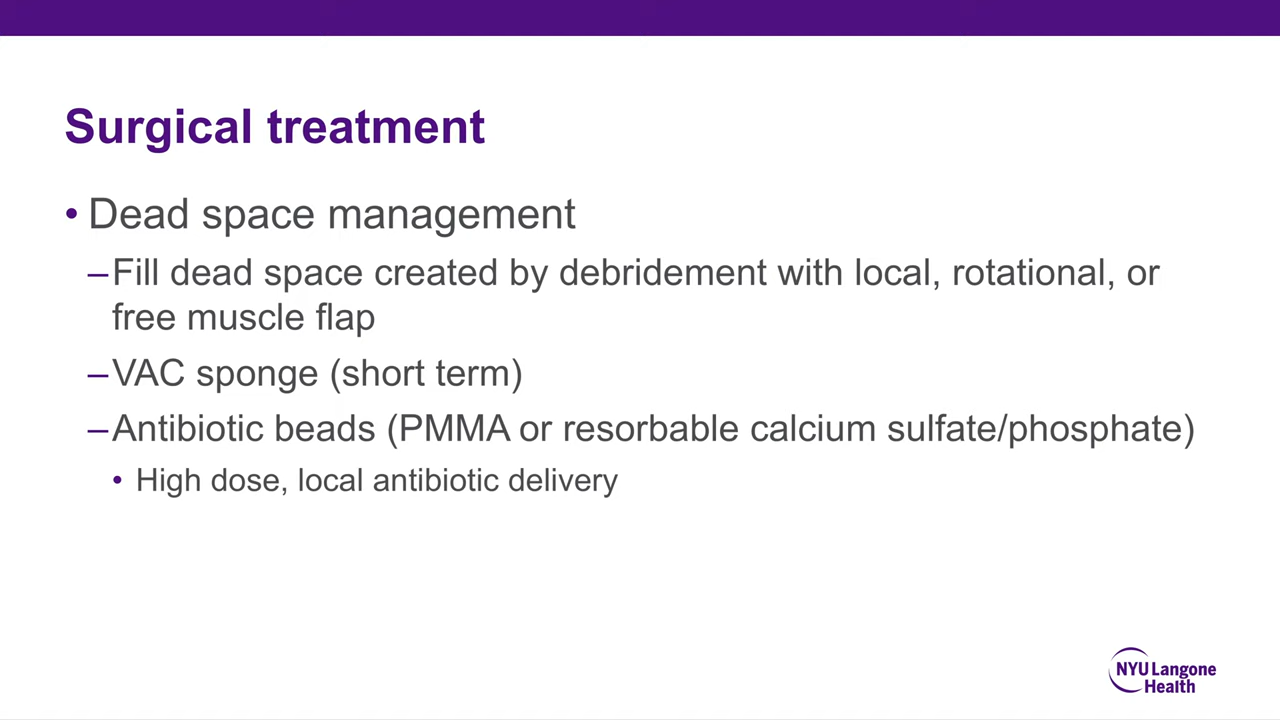 Surgical treatment
• Dead space management
–Fill dead space created by debridement with local, rotational, or
free muscle flap
–VAC sponge (short term)
–Antibiotic beads (PMMA or resorbable calcium sulfate/phosphate)
• High dose, local antibiotic delivery
NYU Langone
Health